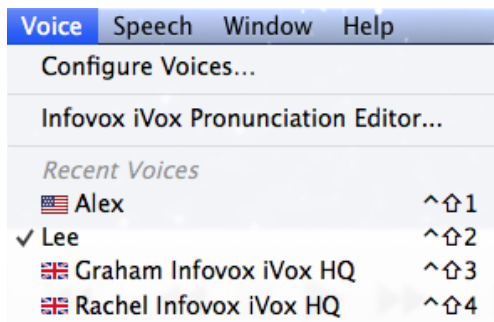 Voice Speech Window Help
Configure Voices...
Infovox iVox Pronunciation Editor...
Recent Voices
Alex ^⇧1
✓ Lee ^⇧2
Graham Infovox iVox HQ ^⇧3
Rachel Infovox iVox HQ ^⇧4